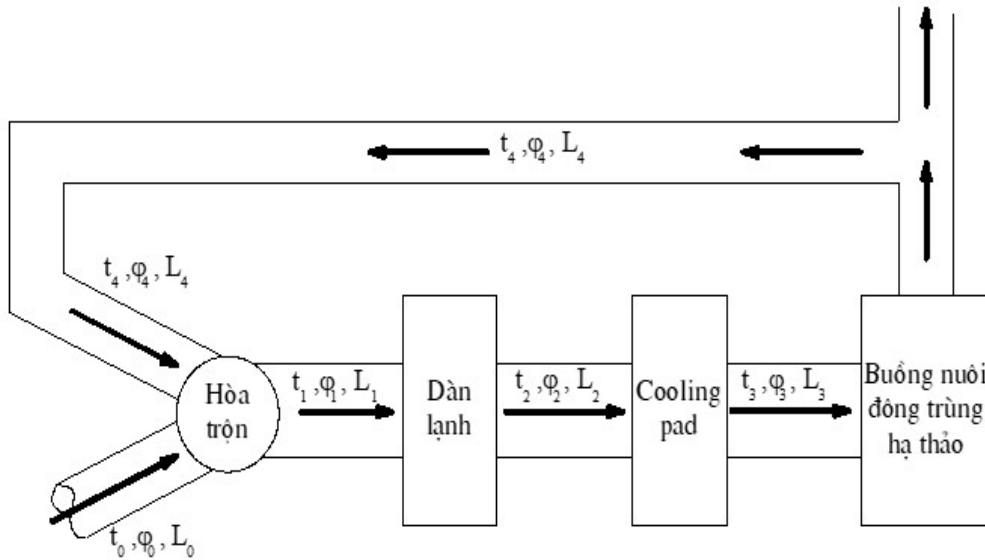 t₄ ,φ₄, L₄
t₄ ,φ₄, L₄
Hòa
trộn
t₁ ,φ₁, L₁
Dàn
lạnh
t₂ ,φ₂, L₂
Cooling
pad
t₃ ,φ₃, L₃
Buồng nuôi
đông trùng
hạ thảo
t₀ ,φ₀, L₀